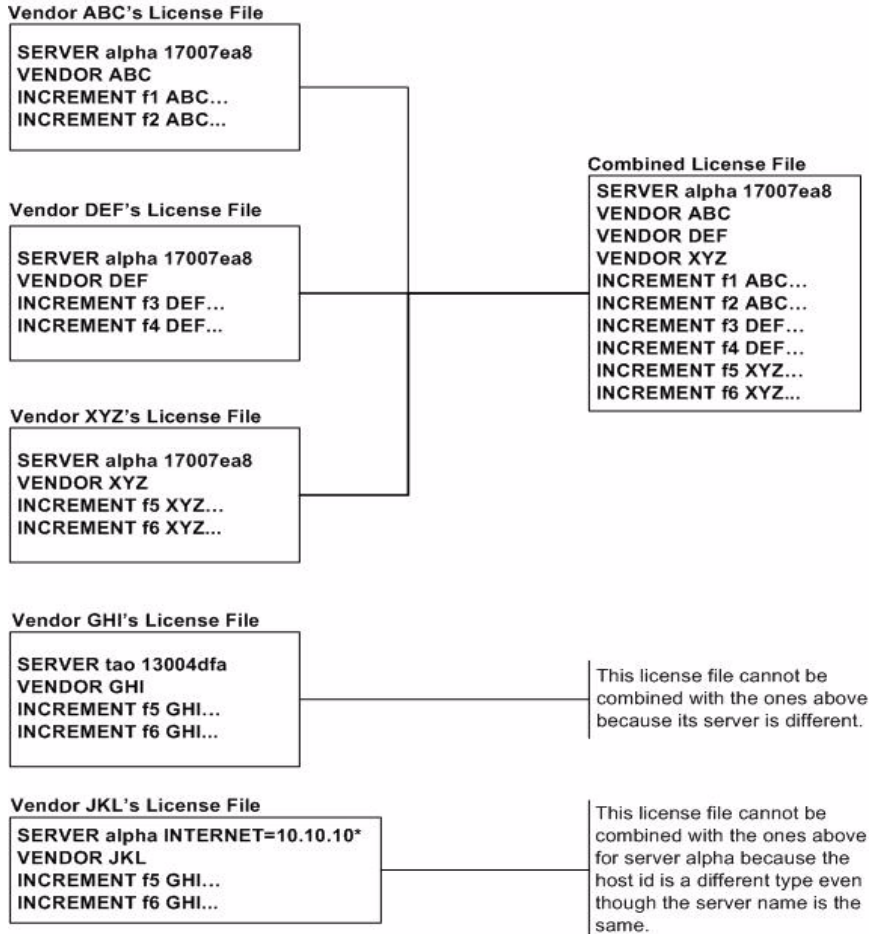 Vendor ABC's License File
SERVER alpha 17007ea8
VENDOR ABC
INCREMENT f1 ABC...
INCREMENT f2 ABC...
Vendor DEF's License File
SERVER alpha 17007ea8
VENDOR DEF
INCREMENT f3 DEF...
INCREMENT f4 DEF...
Vendor XYZ's License File
SERVER alpha 17007ea8
VENDOR XYZ
INCREMENT f5 XYZ...
INCREMENT f6 XYZ...
Combined License File
SERVER alpha 17007ea8
VENDOR ABC
VENDOR DEF
VENDOR XYZ
INCREMENT f1 ABC...
INCREMENT f2 ABC...
INCREMENT f3 DEF...
INCREMENT f4 DEF...
INCREMENT f5 XYZ...
INCREMENT f6 XYZ...
Vendor GHI's License File
SERVER tao 13004dfa
VENDOR GHI
INCREMENT f5 GHI...
INCREMENT f6 GHI...
This license file cannot be
combined with the ones above
because its server is different.
Vendor JKL's License File
SERVER alpha INTERNET=10.10.10*
VENDOR JKL
INCREMENT f5 GHI...
INCREMENT f6 GHI...
This license file cannot be
combined with the ones above
for server alpha because the
host id is a different type even
though the server name is the
same.